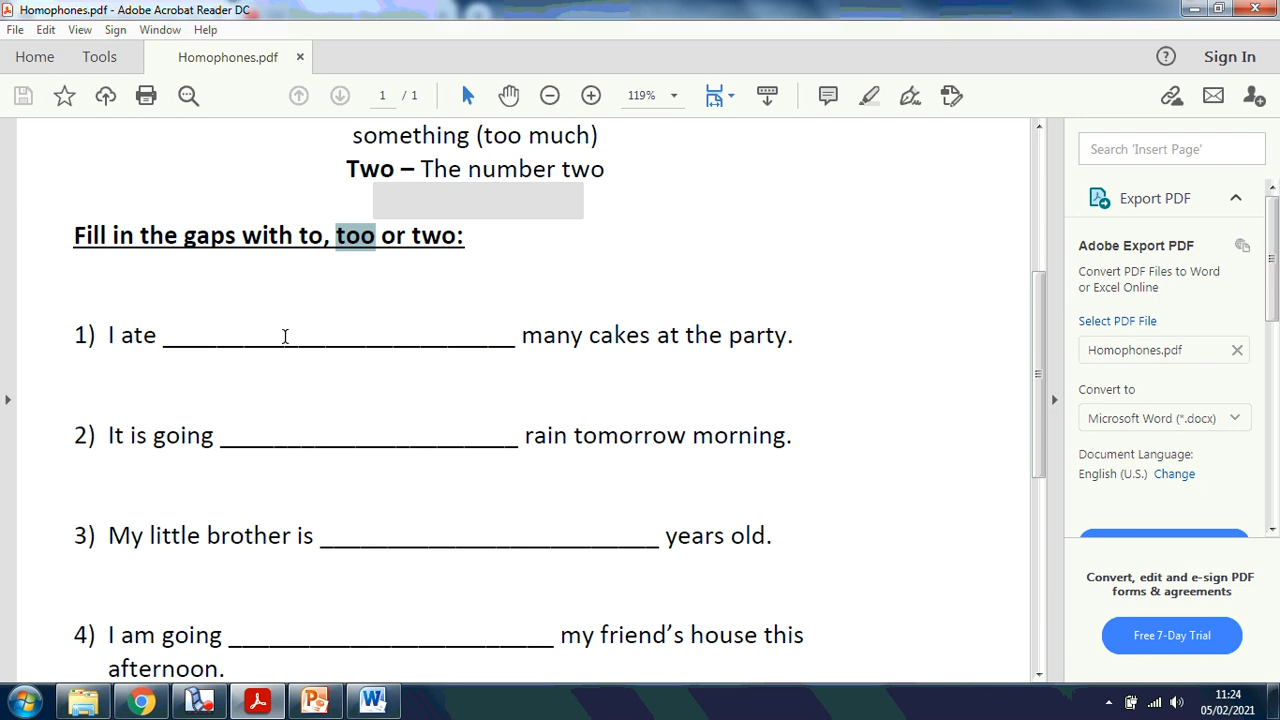 Homophones.pdf - Adobe Acrobat Reader DC
File Edit View Sign Window Help
Home Tools Homophones.pdf × Sign In
1 / 1 119%
something (too much)
Two – The number two
Fill in the gaps with to, too or two:
1) I ate __________________________ many cakes at the party.
2) It is going ______________________ rain tomorrow morning.
3) My little brother is _________________________ years old.
4) I am going ________________________ my friend’s house this
afternoon.
Search 'Insert Page'
Export PDF
Adobe Export PDF
Convert PDF Files to Word
or Excel Online
Select PDF File
Homophones.pdf
Convert to
Microsoft Word (*.docx)
Document Language:
English (U.S.) Change
Convert, edit and e-sign PDF
forms & agreements
Free 7-Day Trial
11:24
05/02/2021